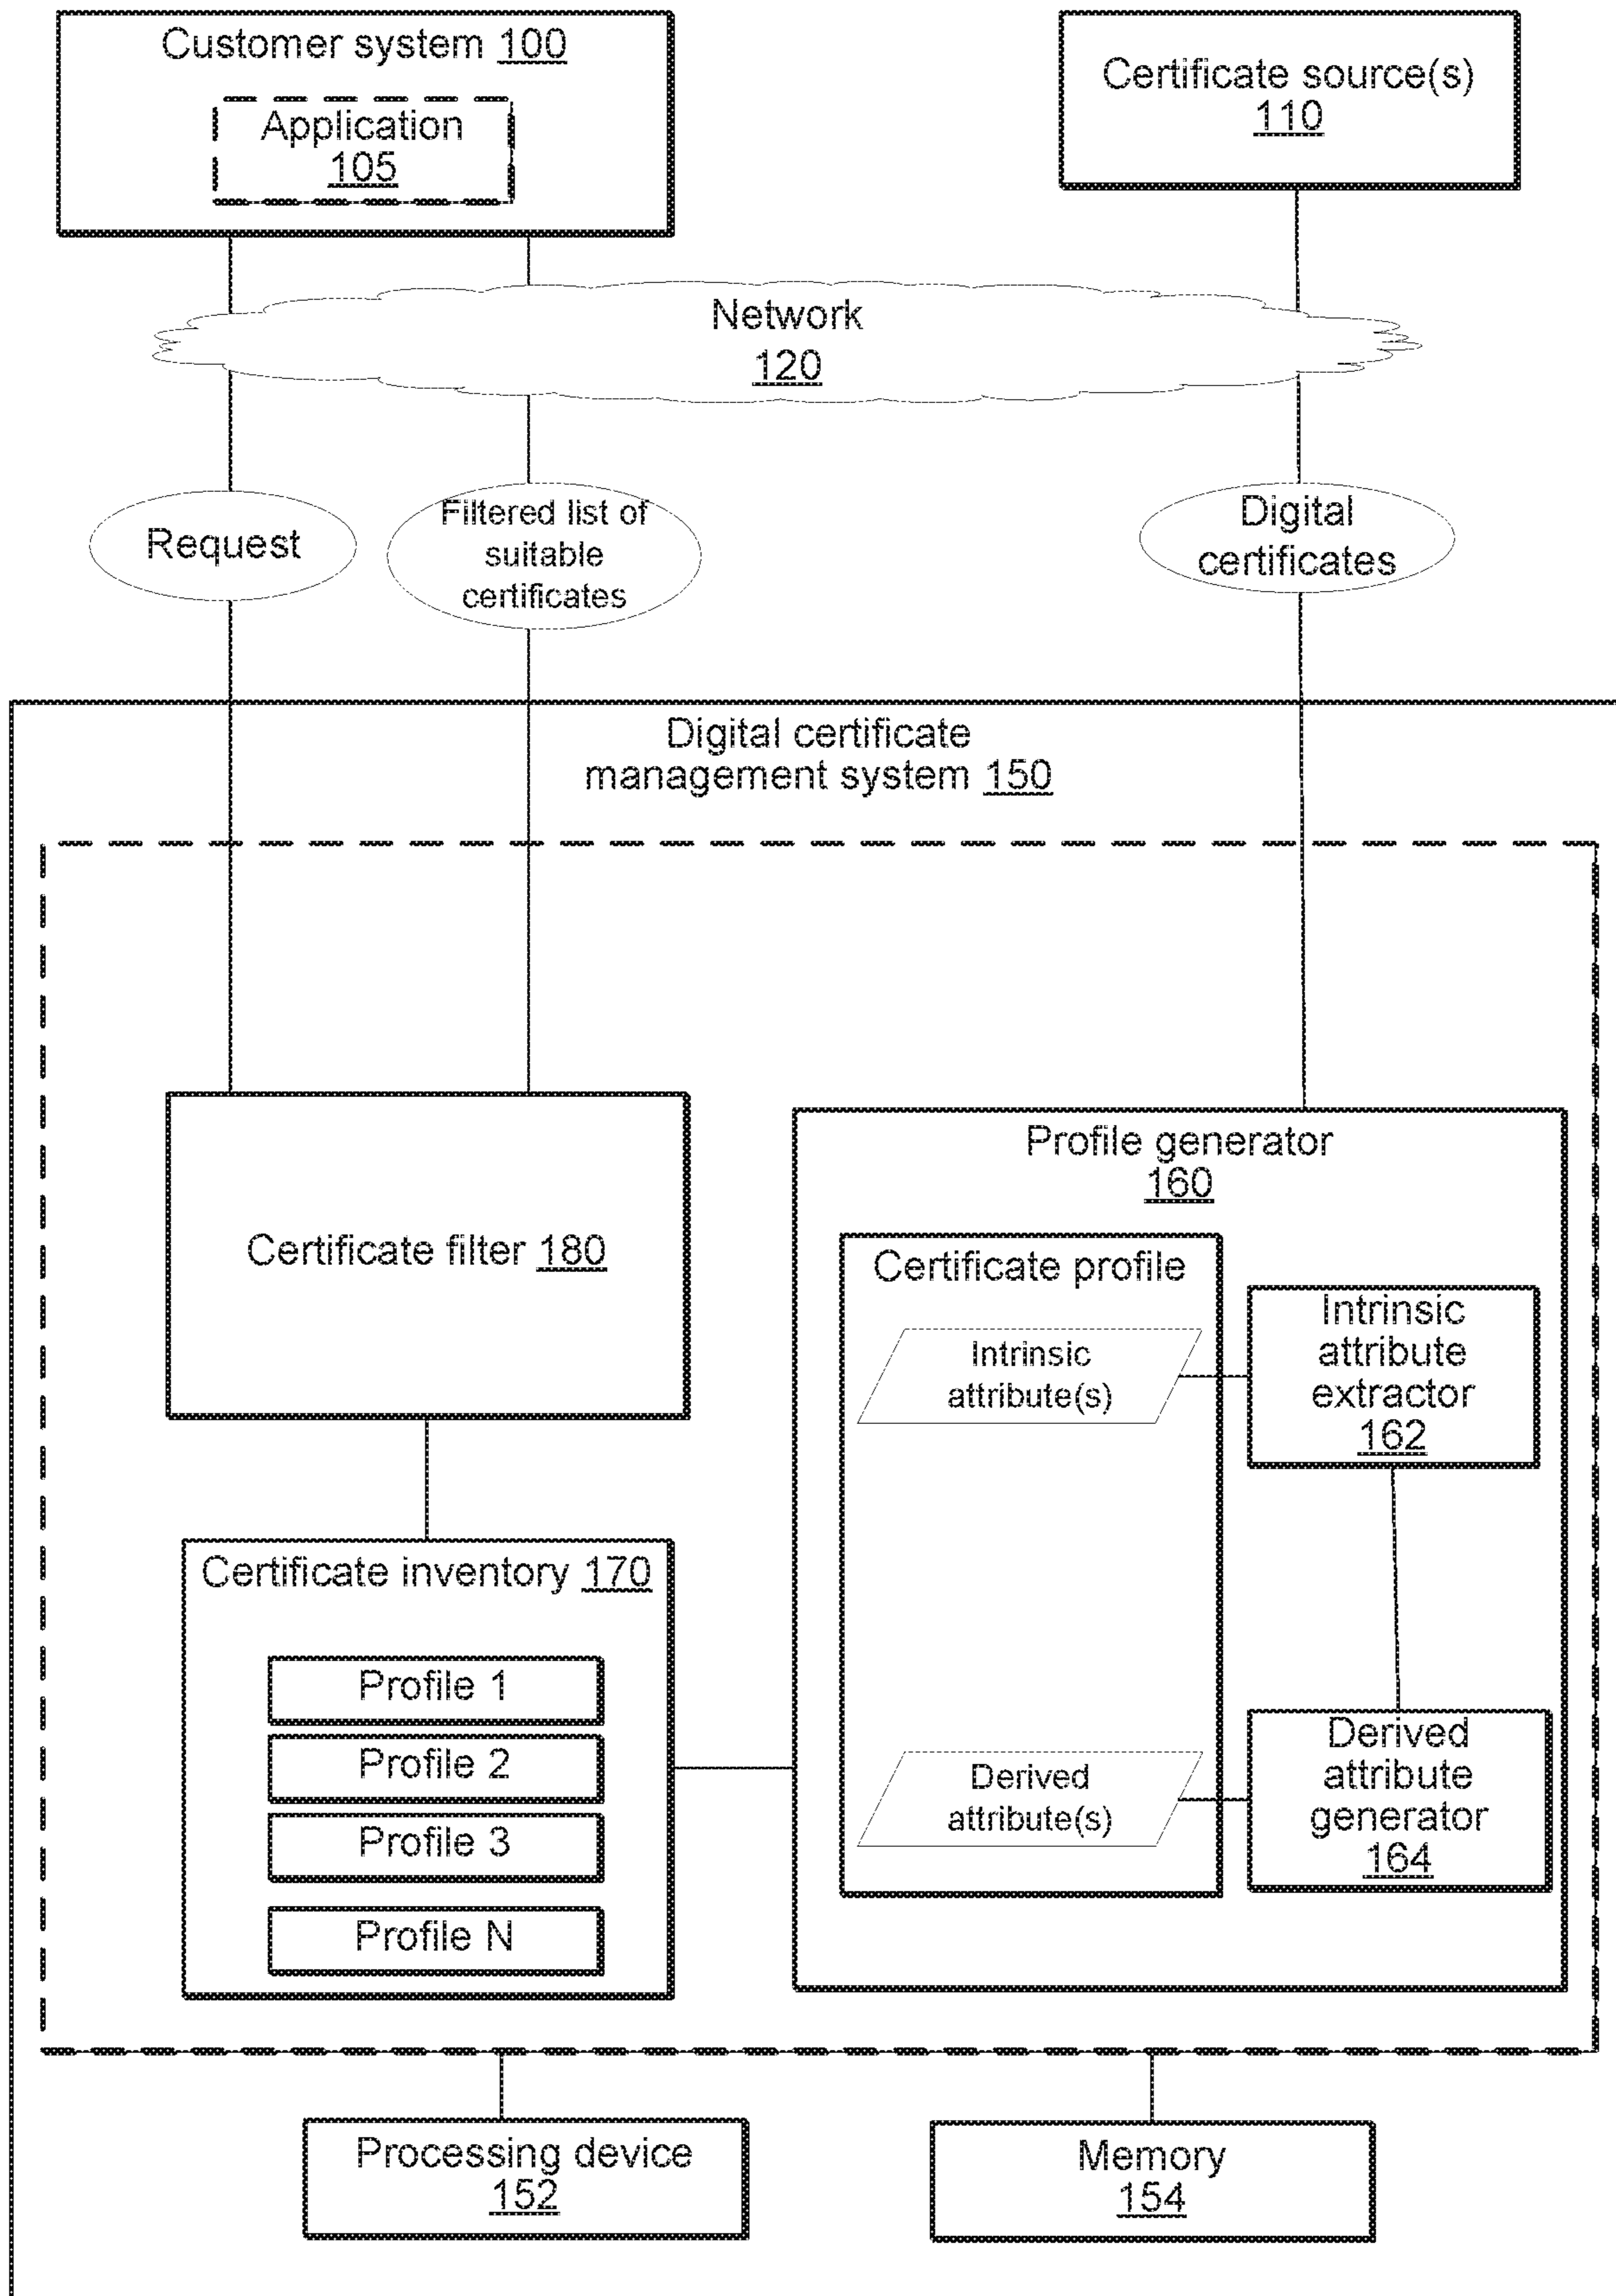 Customer system 100
Application
105
Certificate source(s)
110
Network
120
Request
Filtered list of
suitable
certificates
Digital
certificates
Digital certificate
management system 150
Certificate filter 180
Profile generator
160
Certificate profile
Intrinsic
attribute(s)
Intrinsic
attribute
extractor
162
Certificate inventory 170
Profile 1
Profile 2
Profile 3
Profile N
Derived
attribute(s)
Derived
attribute
generator
164
Processing device
152
Memory
154